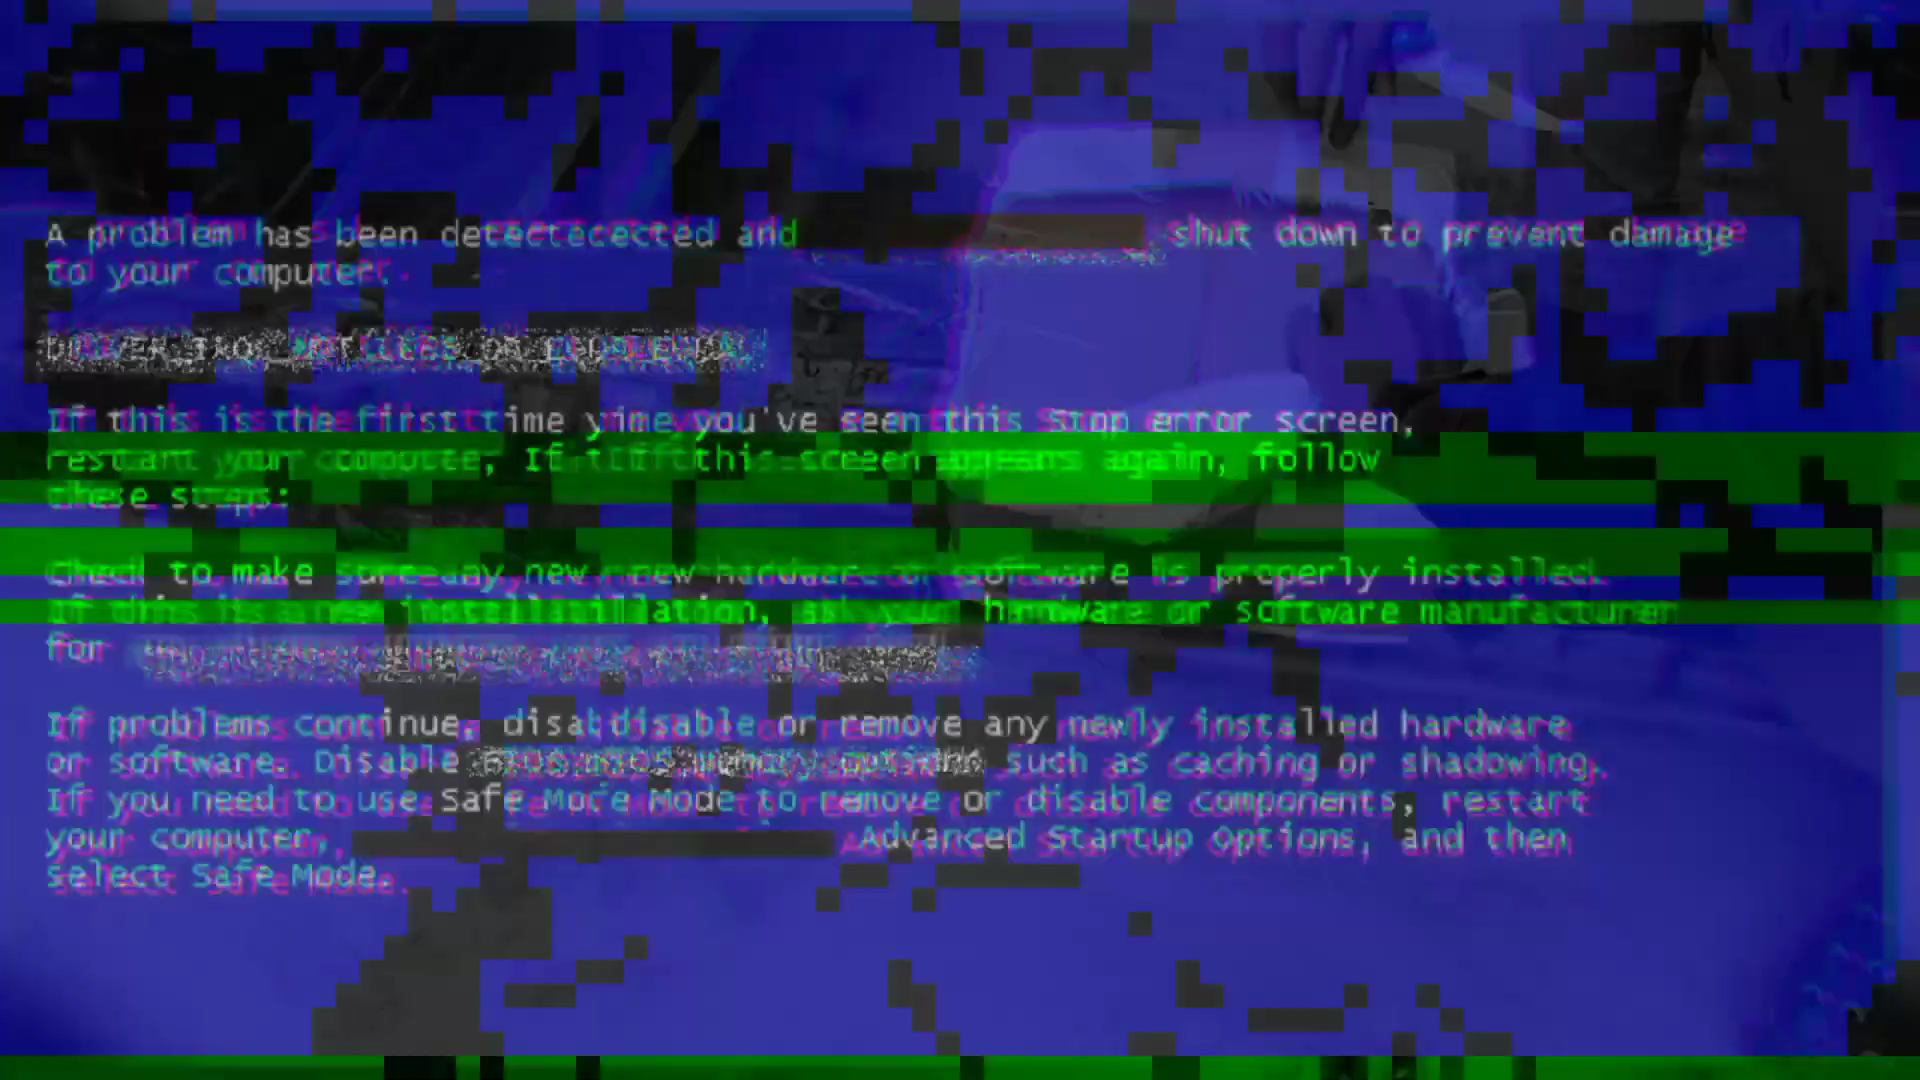 A problem has been detectecected and shut down to prevent damage
to your computer.
If this is the first time yime you've seen this Stop error screen,
restart your compute, If this screen appears again, follow
these steps:
Check to make sure any new new hardware or software is properly installed.
If this is a new installatillation, ask your hardware or software manufacturer
for
If problems continue, disabldisable or remove any newly installed hardware
or software. Disable such as caching or shadowing.
If you need to use Safe Mode to remove or disable components, restart
your computer, Advanced Startup Options, and then
select Safe Mode.